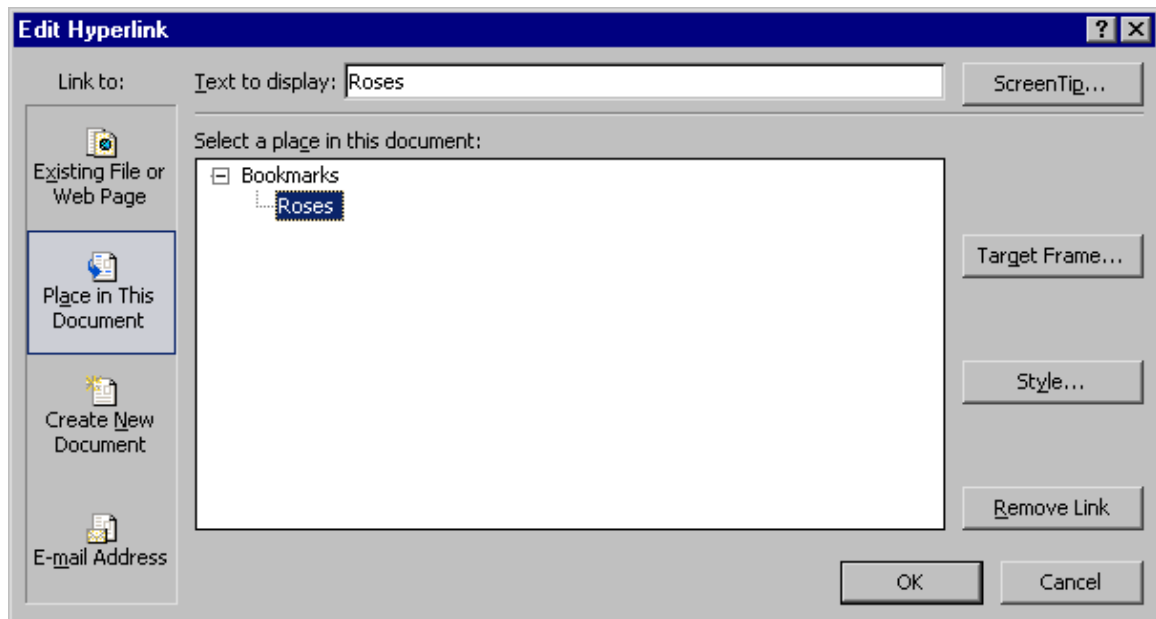 Edit Hyperlink
Link to:
Text to display: Roses
ScreenTip...
Existing File or
Web Page
Select a place in this document:
Bookmarks
Roses
Place in This
Document
Target Frame...
Style...
Create New
Document
Remove Link
E-mail Address
OK
Cancel